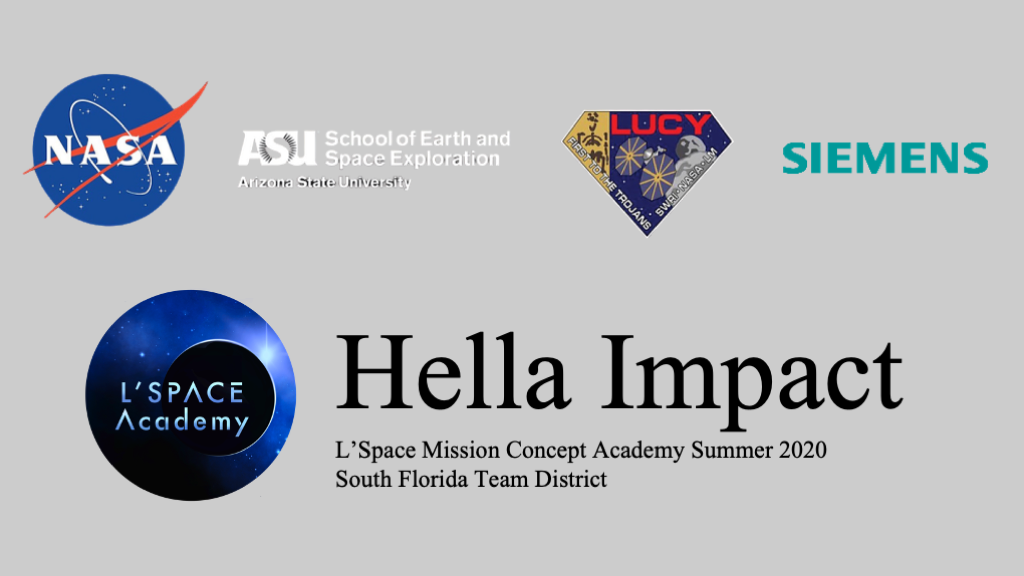 NASA
ASU School of Earth and
Space Exploration
Arizona State University
LUCY
FIRST TO THE TROJANS
SWRI•NASA•LM
SIEMENS
L'SPACE
Academy
Hella Impact
L’Space Mission Concept Academy Summer 2020
South Florida Team District